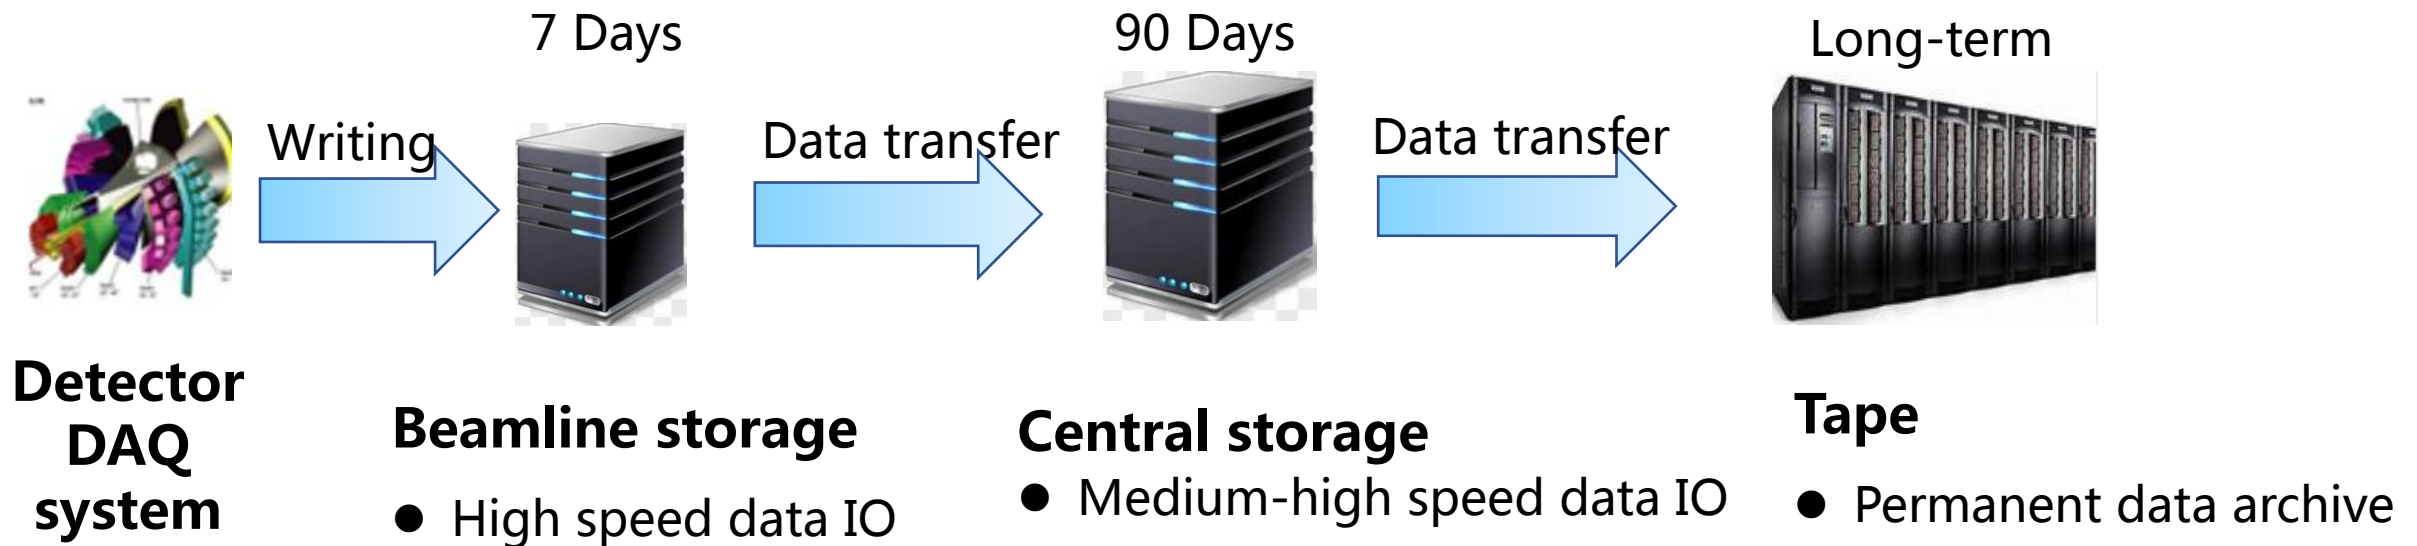 7 Days
90 Days
Long-term
Writing
Data transfer
Data transfer
Detector
DAQ
system
Beamline storage
● High speed data IO
Central storage
● Medium-high speed data IO
Tape
● Permanent data archive